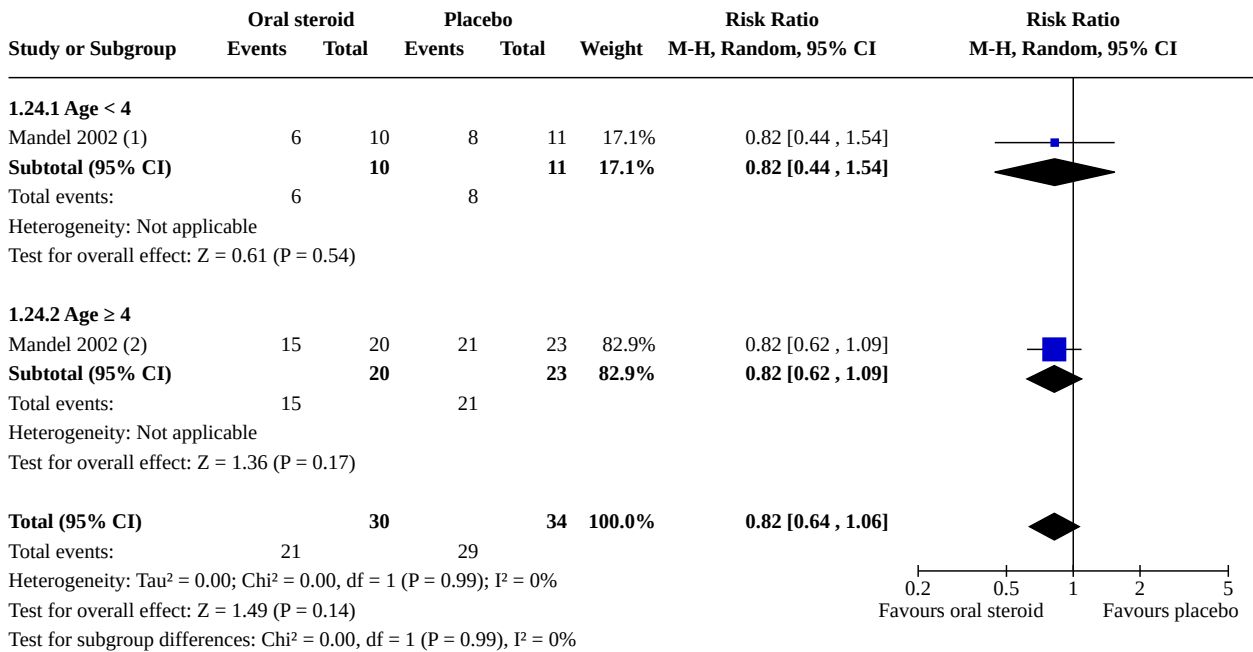 Oral steroid Placebo Risk Ratio Risk Ratio
Study or Subgroup Events Total Events Total Weight M-H, Random, 95% CI M-H, Random, 95% CI
1.24.1 Age < 4
Mandel 2002 (1) 6 10 8 11 17.1% 0.82 [0.44 , 1.54]
Subtotal (95% CI) 10 11 17.1% 0.82 [0.44 , 1.54]
Total events: 6 8
Heterogeneity: Not applicable
Test for overall effect: Z = 0.61 (P = 0.54)
1.24.2 Age ≥ 4
Mandel 2002 (2) 15 20 21 23 82.9% 0.82 [0.62 , 1.09]
Subtotal (95% CI) 20 23 82.9% 0.82 [0.62 , 1.09]
Total events: 15 21
Heterogeneity: Not applicable
Test for overall effect: Z = 1.36 (P = 0.17)
Total (95% CI) 30 34 100.0% 0.82 [0.64 , 1.06]
Total events: 21 29
Heterogeneity: Tau² = 0.00; Chi² = 0.00, df = 1 (P = 0.99); I² = 0%
0.2 0.5 1 2 5
Test for overall effect: Z = 1.49 (P = 0.14)
Favours oral steroid Favours placebo
Test for subgroup differences: Chi² = 0.00, df = 1 (P = 0.99), I² = 0%